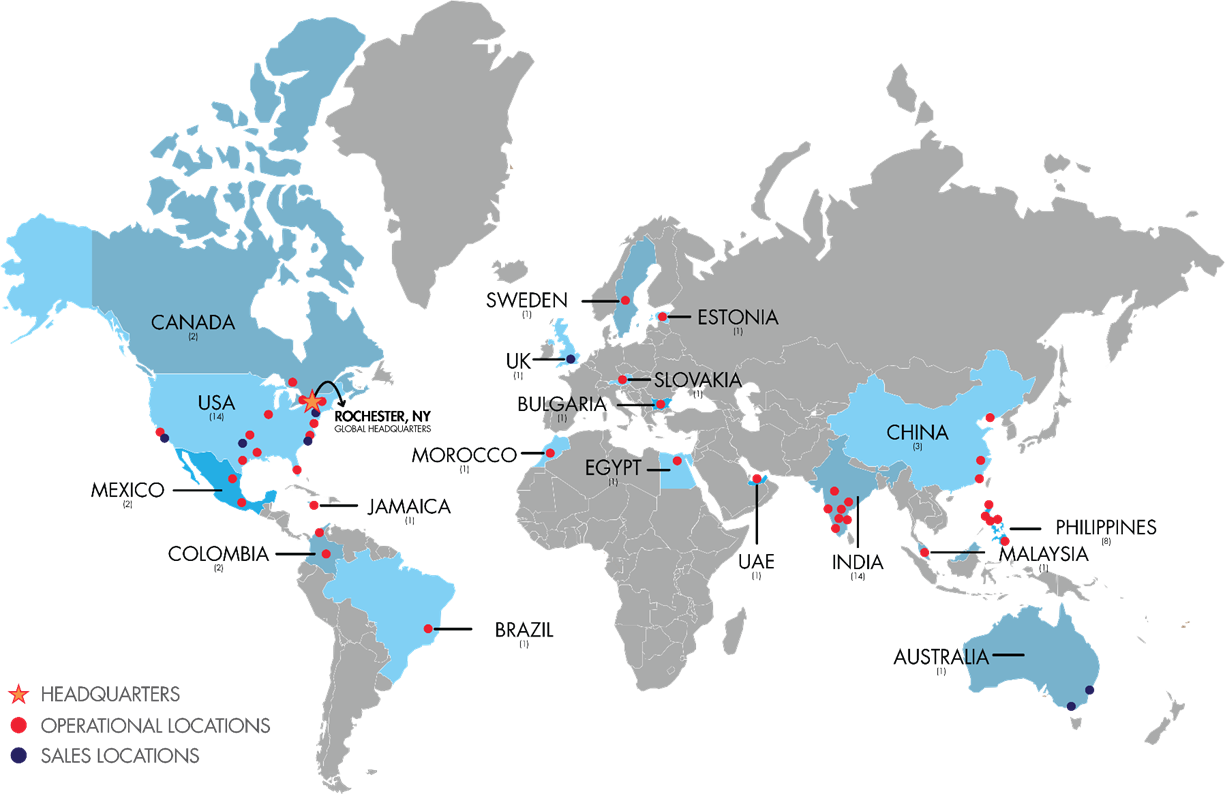 SWEDEN
(1)
ESTONIA
(1)
CANADA
(2)
UK
(1)
SLOVAKIA
(1)
USA
(14)
ROCHESTER, NY
GLOBAL HEADQUARTERS
BULGARIA
(1)
CHINA
(3)
MOROCCO
(1)
EGYPT
(1)
MEXICO
(2)
JAMAICA
(1)
PHILIPPINES
(8)
COLOMBIA
(2)
UAE
(1)
INDIA
(14)
MALAYSIA
(1)
BRAZIL
(1)
AUSTRALIA
(1)
HEADQUARTERS
OPERATIONAL LOCATIONS
SALES LOCATIONS